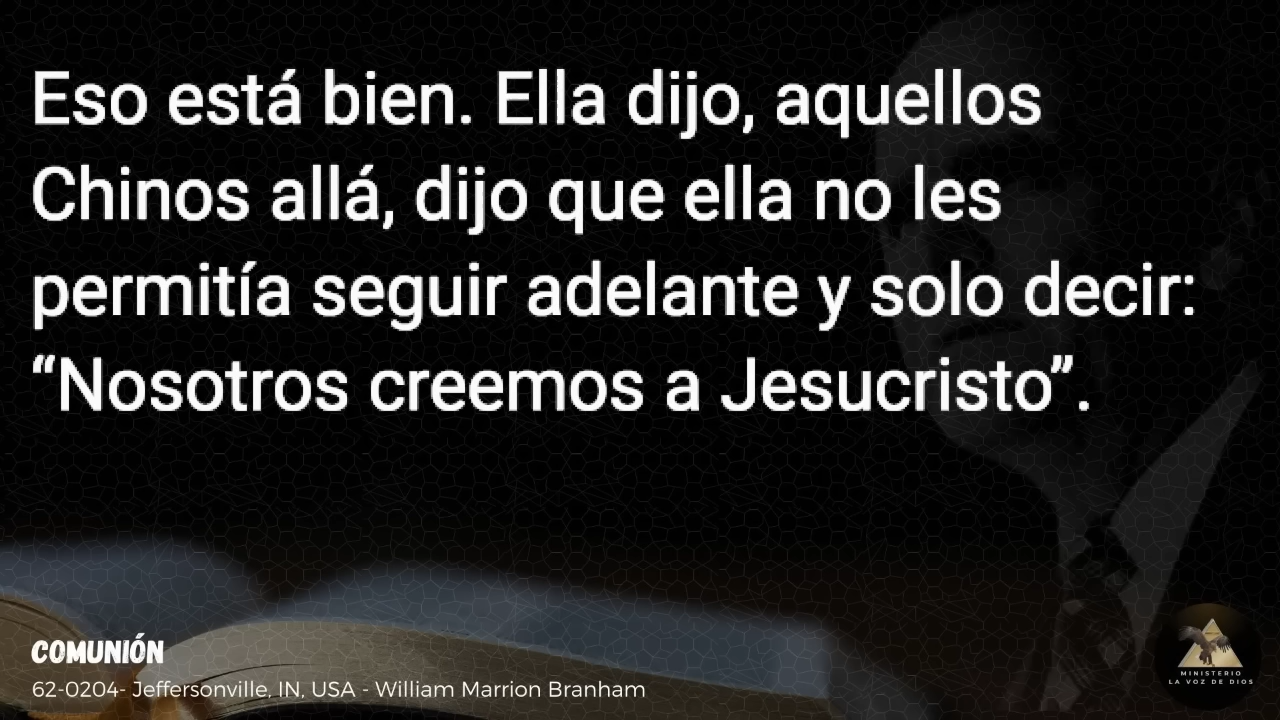 Eso está bien. Ella dijo, aquellos
Chinos allá, dijo que ella no les
permitía seguir adelante y solo decir:
“Nosotros creemos a Jesucristo”.
COMUNIÓN
62-0204- Jeffersonville, IN, USA - William Marrion Branham
MINISTERIO
LA VOZ DE DIOS